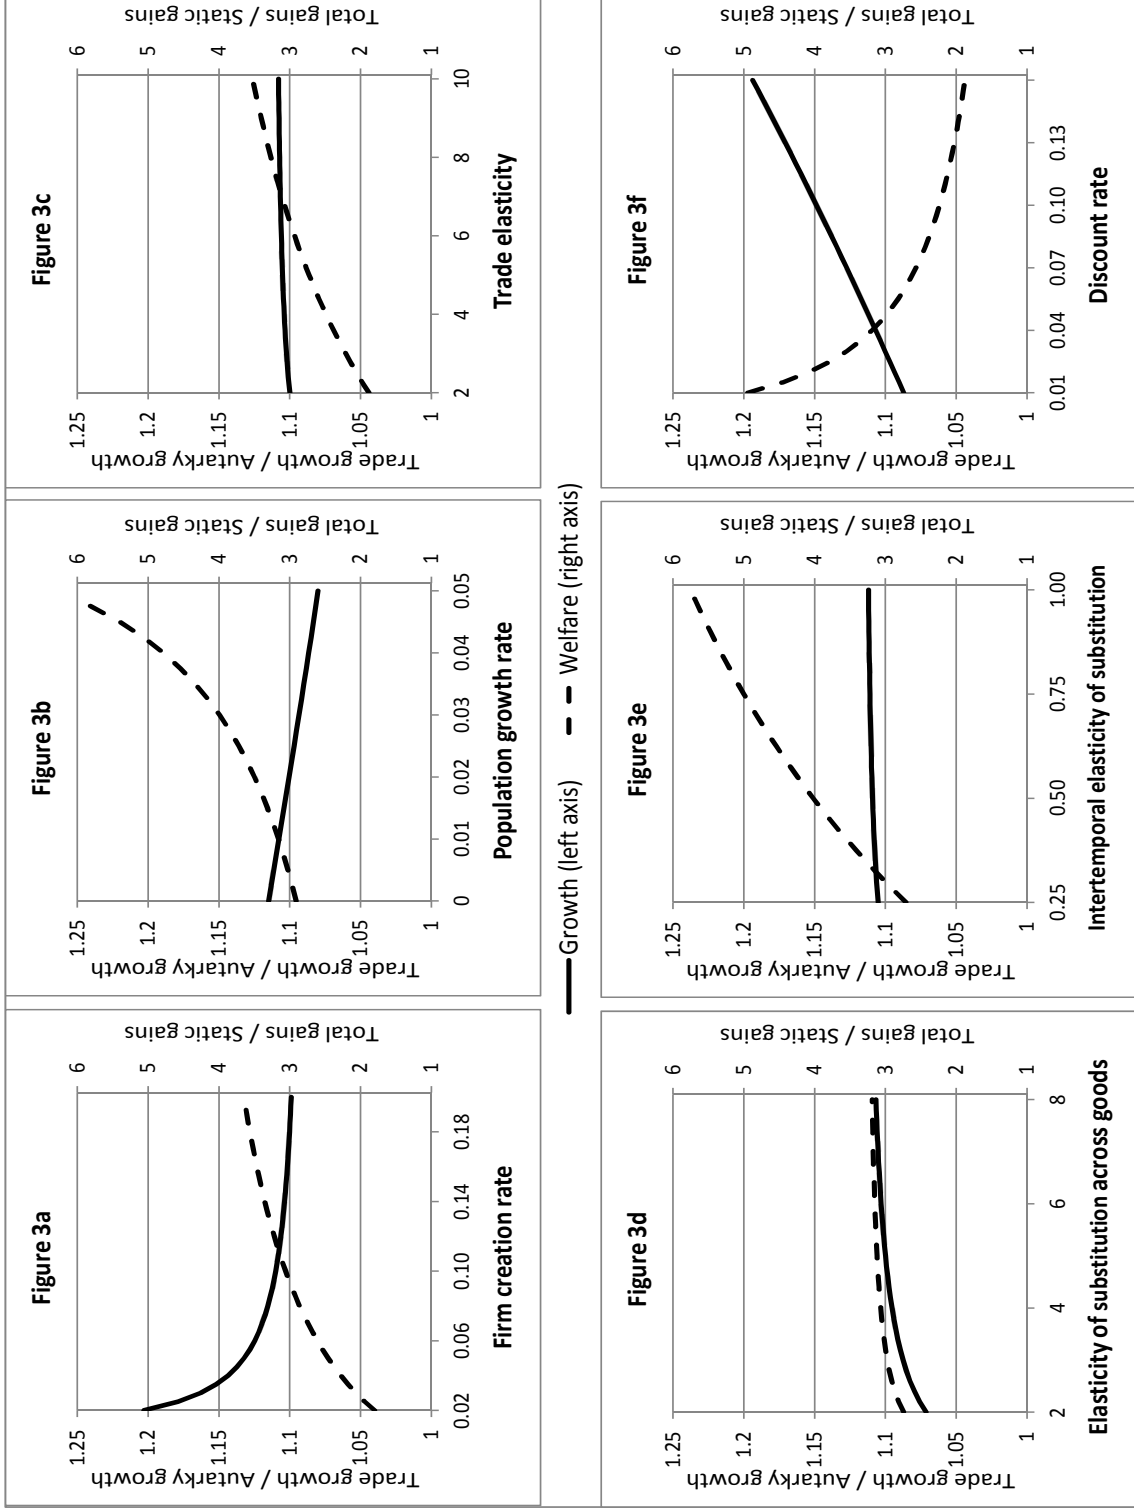 Figure 3a
Trade growth / Autarky growth
1.25
1.2
1.15
1.1
1.05
1
Total gains / Static gains
6
5
4
3
2
1
0.02 0.06 0.10 0.14 0.18
Firm creation rate
Figure 3b
Trade growth / Autarky growth
1.25
1.2
1.15
1.1
1.05
1
Total gains / Static gains
6
5
4
3
2
1
0 0.01 0.02 0.03 0.04 0.05
Population growth rate
Figure 3c
Trade growth / Autarky growth
1.25
1.2
1.15
1.1
1.05
1
Total gains / Static gains
6
5
4
3
2
1
2 4 6 8 10
Trade elasticity
Growth (left axis) Welfare (right axis)
Figure 3d
Trade growth / Autarky growth
1.25
1.2
1.15
1.1
1.05
1
Total gains / Static gains
6
5
4
3
2
1
2 4 6 8
Elasticity of substitution across goods
Figure 3e
Trade growth / Autarky growth
1.25
1.2
1.15
1.1
1.05
1
Total gains / Static gains
6
5
4
3
2
1
0.25 0.50 0.75 1.00
Intertemporal elasticity of substitution
Figure 3f
Trade growth / Autarky growth
1.25
1.2
1.15
1.1
1.05
1
Total gains / Static gains
6
5
4
3
2
1
0.01 0.04 0.07 0.10 0.13
Discount rate